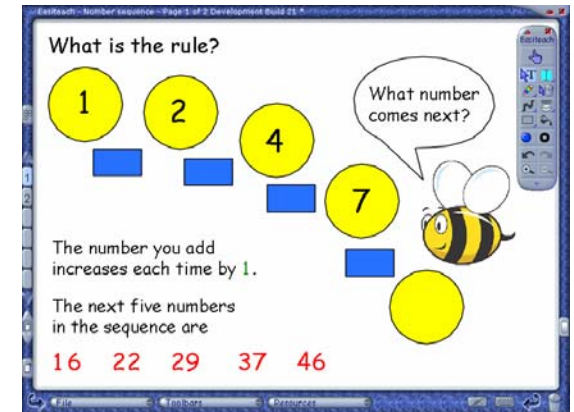 Easiteach - Number sequence - Page 1 of 2 Development Build 21 *
Easiteach
What is the rule?
1
2
4
7
What number
comes next?
The number you add
increases each time by 1.
The next five numbers
in the sequence are
16 22 29 37 46
1
2
File
Toolbars
Resources